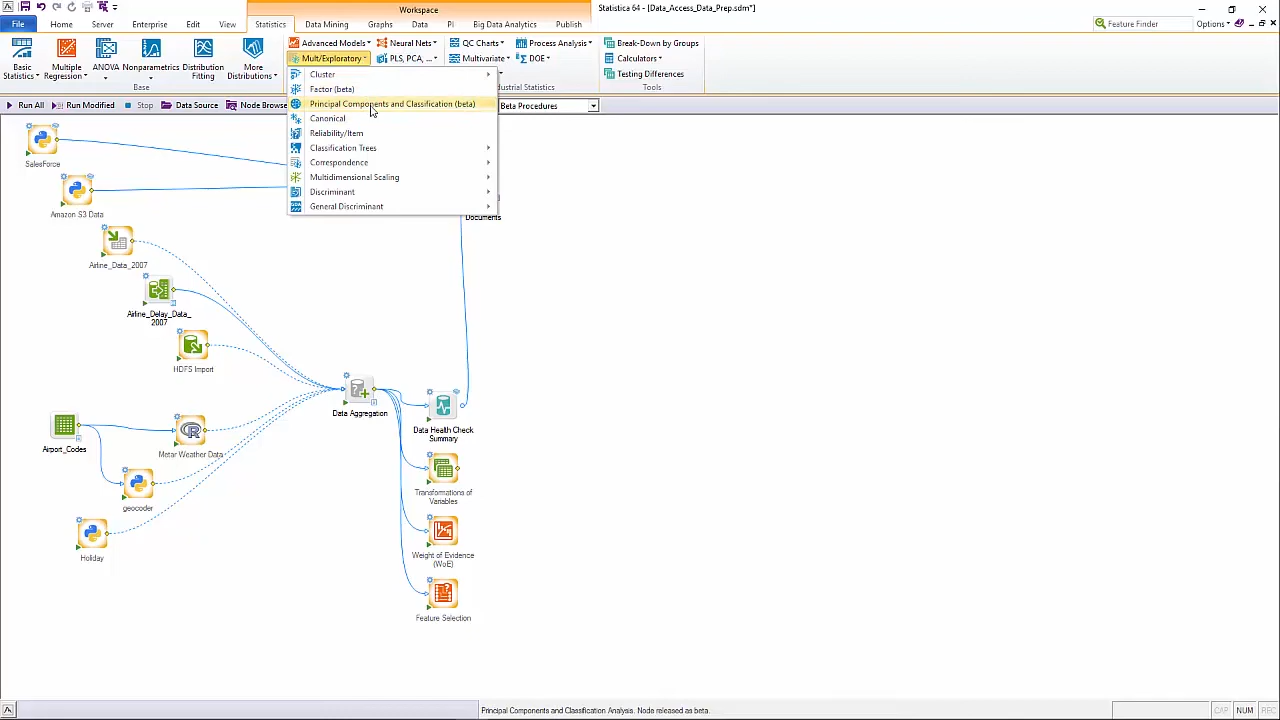 Workspace
Statistica 64 - [Data_Access_Data_Prep.sdm*]
File
Home
Server
Enterprise
Edit
View
Statistics
Data Mining
Graphs
Data
PI
Big Data Analytics
Publish
Feature Finder
Options
Basic Statistics
Multiple Regression
ANOVA
Nonparametrics
Distribution Fitting
More Distributions
Base
Advanced Models
Neural Nets
Mult/Exploratory
PLS, PCA, ...
QC Charts
Process Analysis
Multivariate
DOE
dustrial Statistics
Break-Down by Groups
Calculators
Testing Differences
Tools
Run All
Run Modified
Stop
Data Source
Node Browse
Beta Procedures
Cluster
Factor (beta)
Principal Components and Classification (beta)
Canonical
Reliability/Item
Classification Trees
Correspondence
Multidimensional Scaling
Discriminant
General Discriminant
SalesForce
Amazon S3 Data
Documents
Airline_Data_2007
Airline_Delay_Data_
2007
HDFS Import
Data Aggregation
Airport_Codes
Metar Weather Data
geocoder
Holiday
Data Health Check
Summary
Transformations of
Variables
Weight of Evidence
(WoE)
Feature Selection
Principal Components and Classification Analysis. Node released as beta.
CAP
NUM
REC